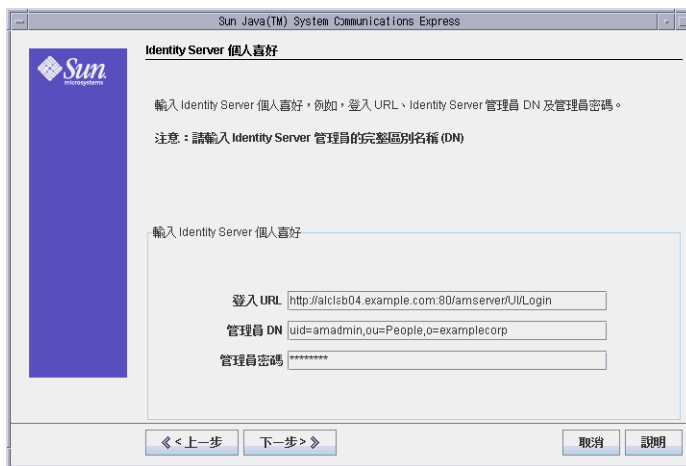 Sun Java(TM) System Communications Express
Sun
microsystems
Identity Server 個人喜好
輸入 Identity Server 個人喜好，例如，登入 URL、Identity Server 管理員 DN 及管理員密碼。
注意：請輸入 Identity Server 管理員的完整區別名稱 (DN)
輸入 Identity Server 個人喜好
登入 URL http://alclsb04.example.com:80/amserver/UI/Login
管理員 DN uid=amadmin,ou=People,o=examplecorp
管理員密碼 ********
< 上一步 下一步 > 取消 說明